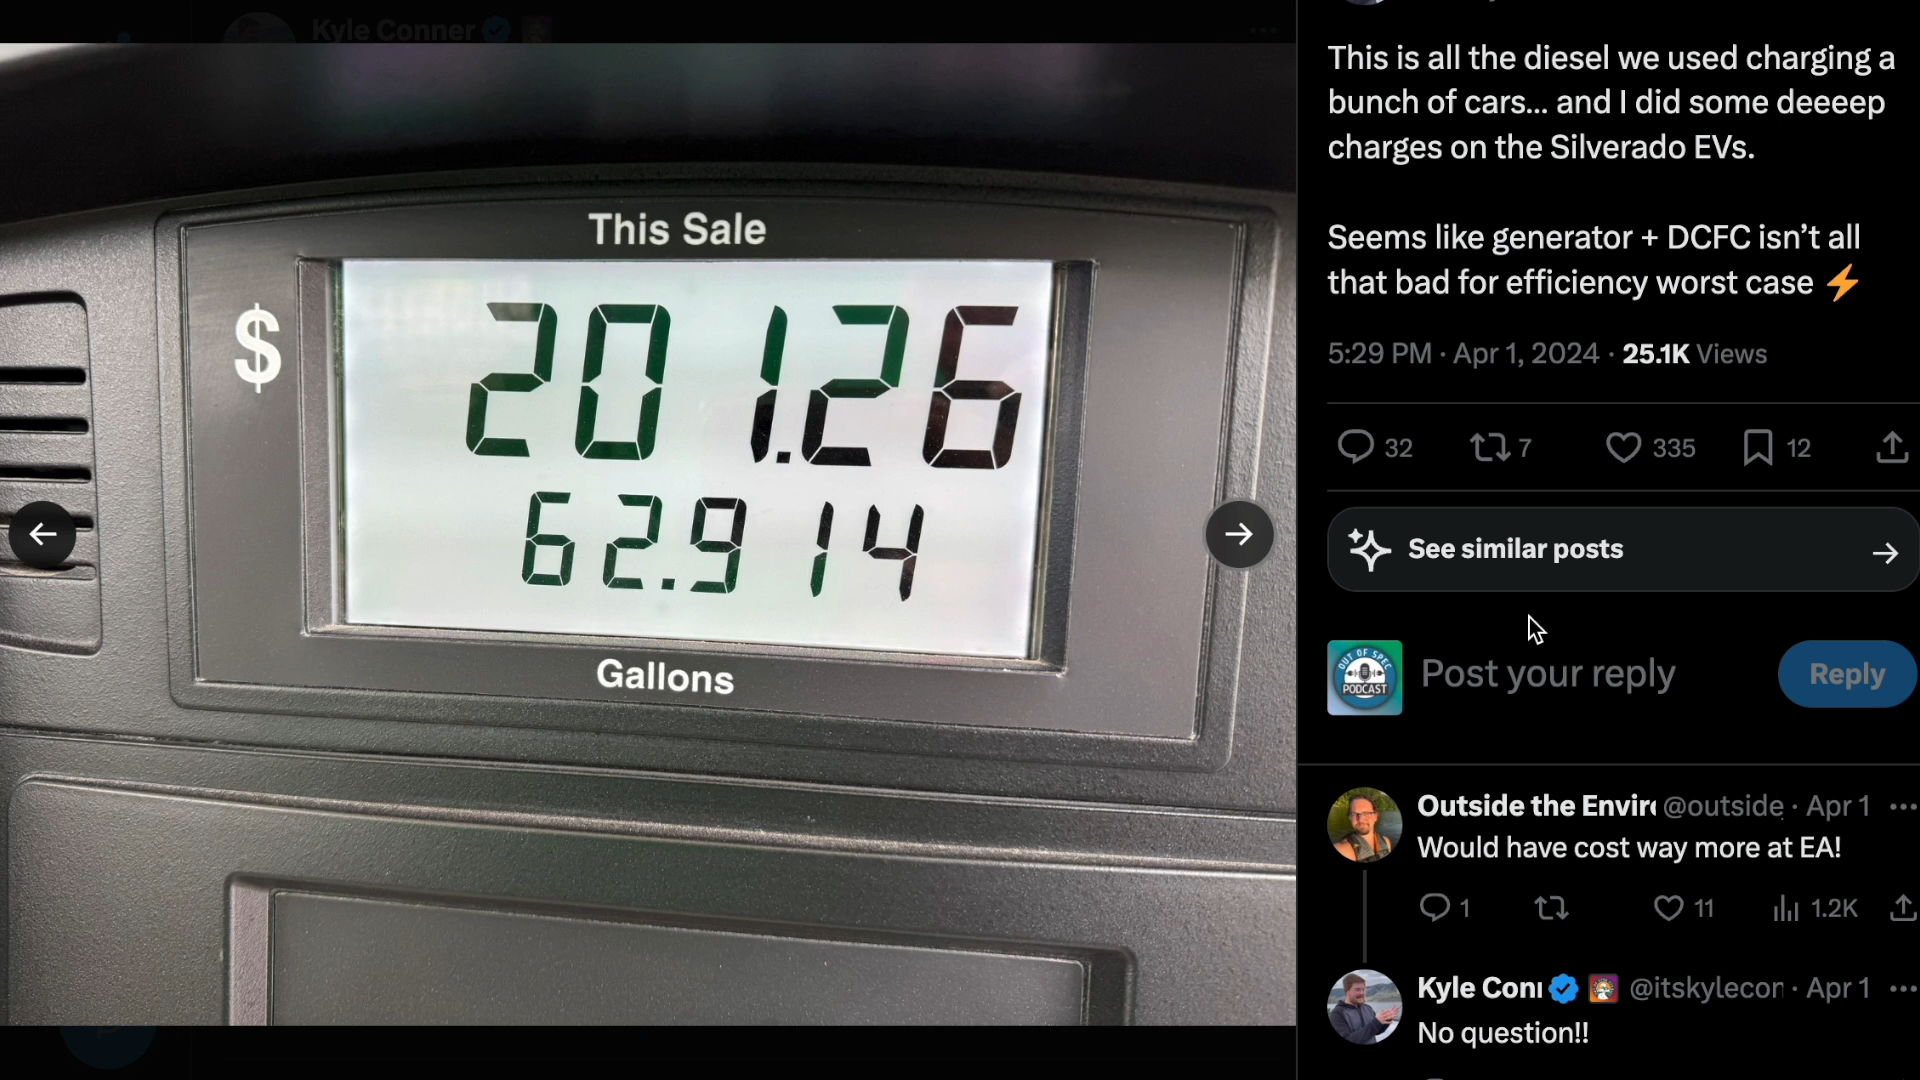 Kyle Conner
This Sale
$
201.26
62.914
Gallons
This is all the diesel we used charging a
bunch of cars... and I did some deeeep
charges on the Silverado EVs.
Seems like generator + DCFC isn’t all
that bad for efficiency worst case ⚡
5:29 PM · Apr 1, 2024 · 25.1K Views
32 7 335 12
See similar posts
OUT OF SPEC
PODCAST
Post your reply
Reply
Outside the Envir @outside · Apr 1
Would have cost way more at EA!
1 11 1.2K
Kyle Con @itskylecon · Apr 1
No question!!